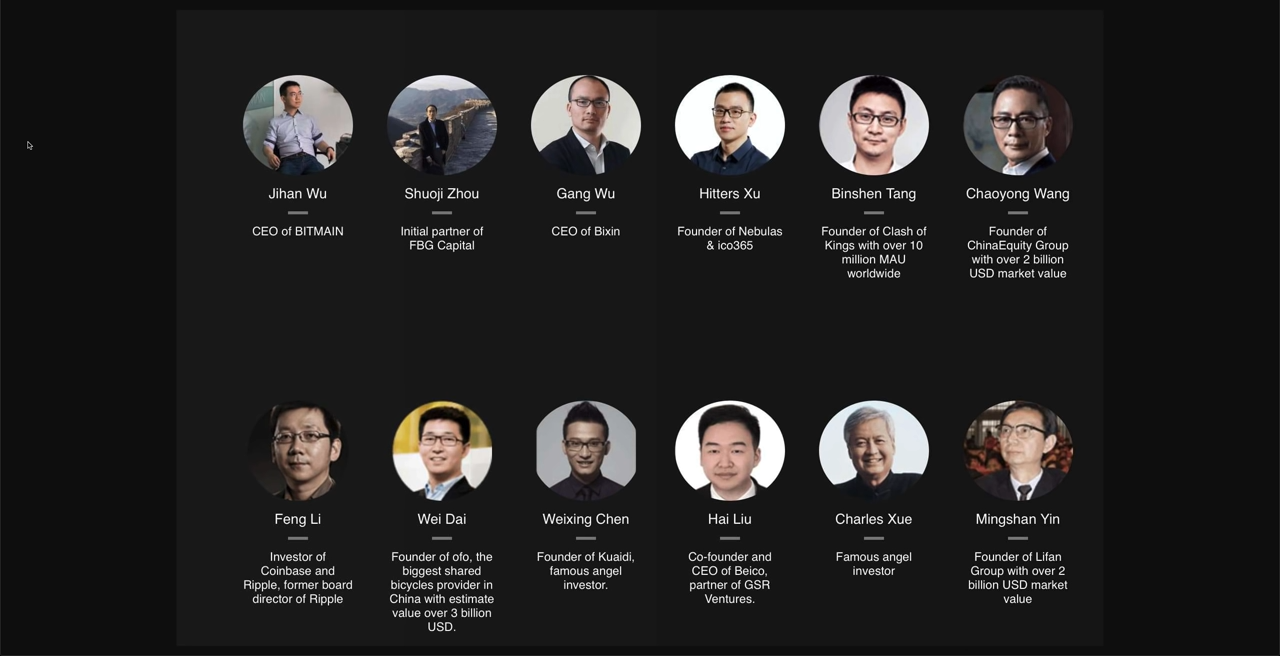 Jihan Wu
CEO of BITMAIN
Shuoji Zhou
Initial partner of
FBG Capital
Gang Wu
CEO of Bixin
Hitters Xu
Founder of Nebulas
& ico365
Binshen Tang
Founder of Clash of
Kings with over 10
million MAU
worldwide
Chaoyong Wang
Founder of
ChinaEquity Group
with over 2 billion
USD market value
Feng Li
Investor of
Coinbase and
Ripple, former board
director of Ripple
Wei Dai
Founder of ofo, the
biggest shared
bicycles provider in
China with estimate
value over 3 billion
USD.
Weixing Chen
Founder of Kuaidi,
famous angel
investor.
Hai Liu
Co-founder and
CEO of Beico,
partner of GSR
Ventures.
Charles Xue
Famous angel
investor
Mingshan Yin
Founder of Lifan
Group with over 2
billion USD market
value